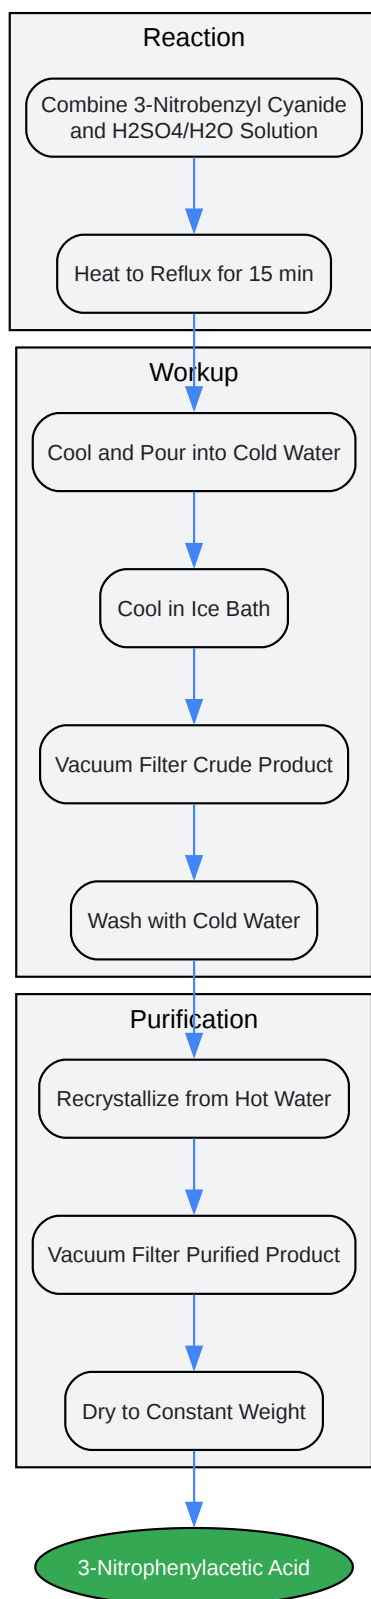 Reaction
Combine 3-Nitrobenzyl Cyanide
and H2SO4/H2O Solution
Heat to Reflux for 15 min
Workup
Cool and Pour into Cold Water
Cool in Ice Bath
Vacuum Filter Crude Product
Wash with Cold Water
Purification
Recrystallize from Hot Water
Vacuum Filter Purified Product
Dry to Constant Weight
3-Nitrophenylacetic Acid